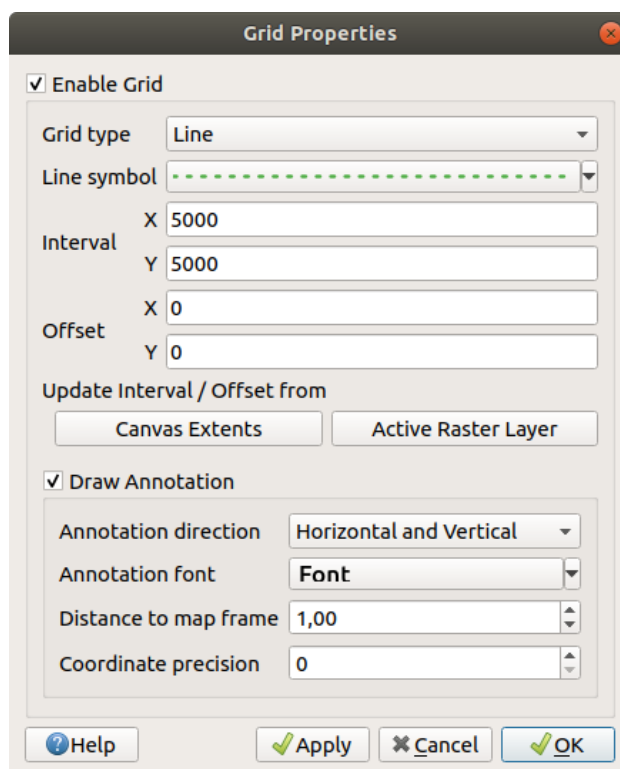 Grid Properties
Enable Grid
Grid type Line
Line symbol
Interval
X 5000
Y 5000
Offset
X 0
Y 0
Update Interval / Offset from
Canvas Extents Active Raster Layer
Draw Annotation
Annotation direction Horizontal and Vertical
Annotation font Font
Distance to map frame 1,00
Coordinate precision 0
Help Apply Cancel OK